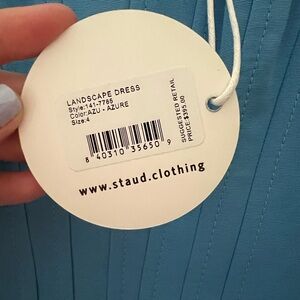 LANDSCAPE DRESS
Style:141-7765
Color:AZU - AZURE
Size:4
SUGGESTED RETAIL
PRICE:$395.00
8 40310 35650 9
www.staud.clothing